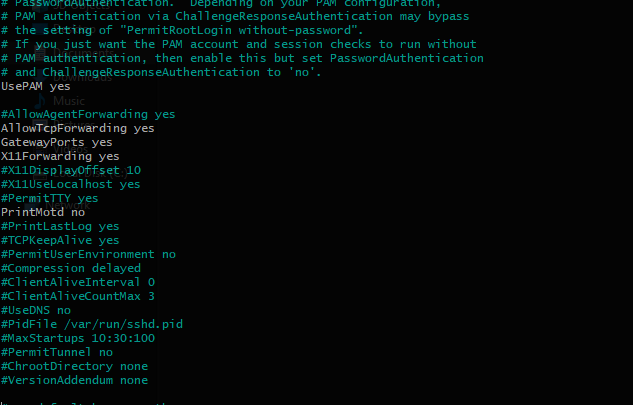 # PasswordAuthentication.  Depending on your PAM configuration,
# PAM authentication via ChallengeResponseAuthentication may bypass
# the setting of "PermitRootLogin without-password".
# If you just want the PAM account and session checks to run without
# PAM authentication, then enable this but set PasswordAuthentication
# and ChallengeResponseAuthentication to 'no'.
UsePAM yes
#AllowAgentForwarding yes
AllowTcpForwarding yes
GatewayPorts yes
X11Forwarding yes
#X11DisplayOffset 10
#X11UseLocalhost yes
#PermitTTY yes
PrintMotd no
#PrintLastLog yes
#TCPKeepAlive yes
#PermitUserEnvironment no
#Compression delayed
#ClientAliveInterval 0
#ClientAliveCountMax 3
#UseDNS no
#PidFile /var/run/sshd.pid
#MaxStartups 10:30:100
#PermitTunnel no
#ChrootDirectory none
#VersionAddendum none
Documents
Downloads
Music
Network